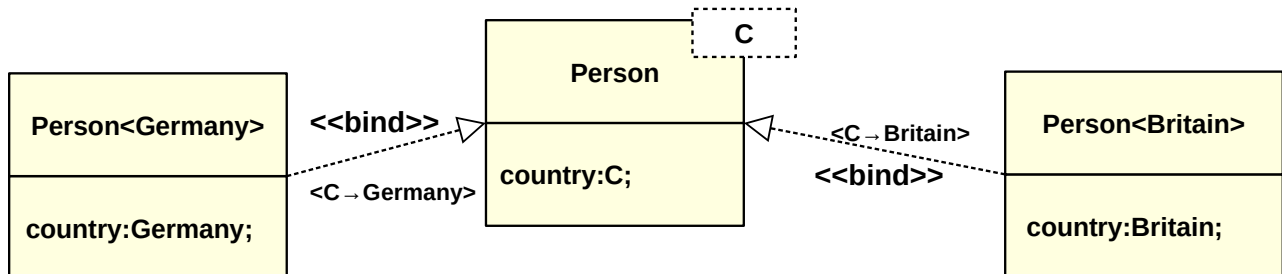 Person<Germany>
country:Germany;
<<bind>>
<C→Germany>
C
Person
country:C;
<C→Britain>
<<bind>>
Person<Britain>
country:Britain;